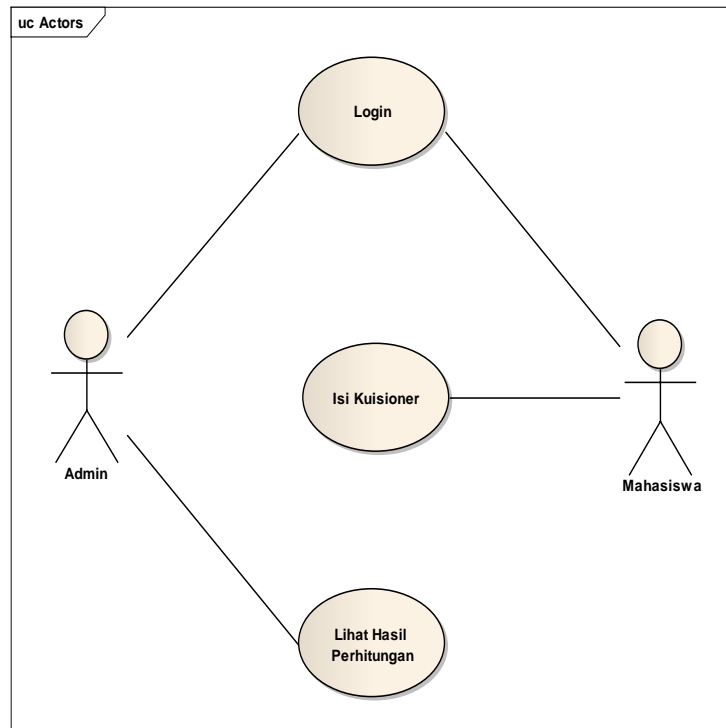 uc Actors
Login
Isi Kuisioner
Admin
Mahasiswa
Lihat Hasil
Perhitungan